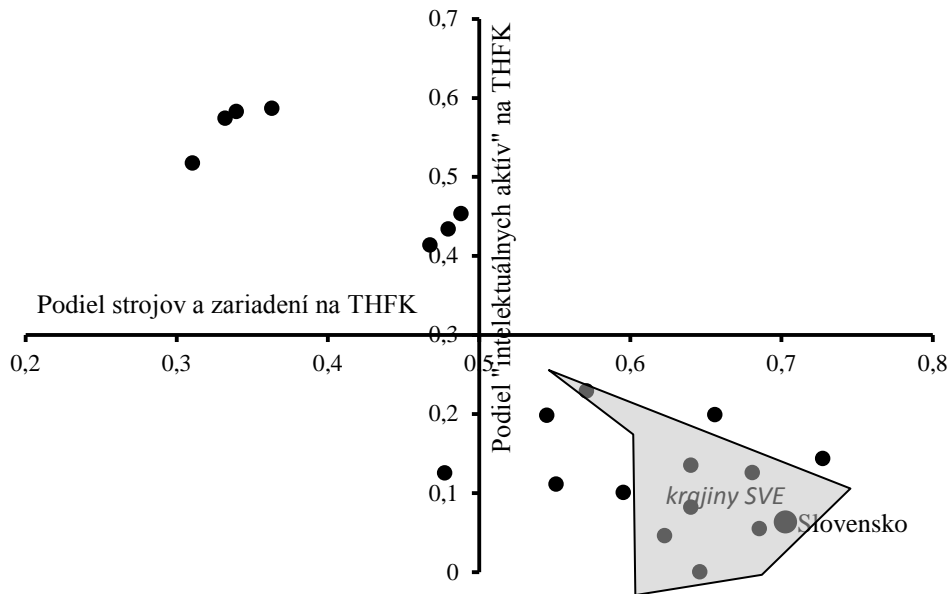 0,7
0,6
0,5
0,4
0,3
0,2
0,1
0
Podiel "intelektuálnych aktív" na THFK
Podiel strojov a zariadení na THFK
0,2 0,3 0,4 0,5 0,6 0,7 0,8
krajiny SVE
Slovensko